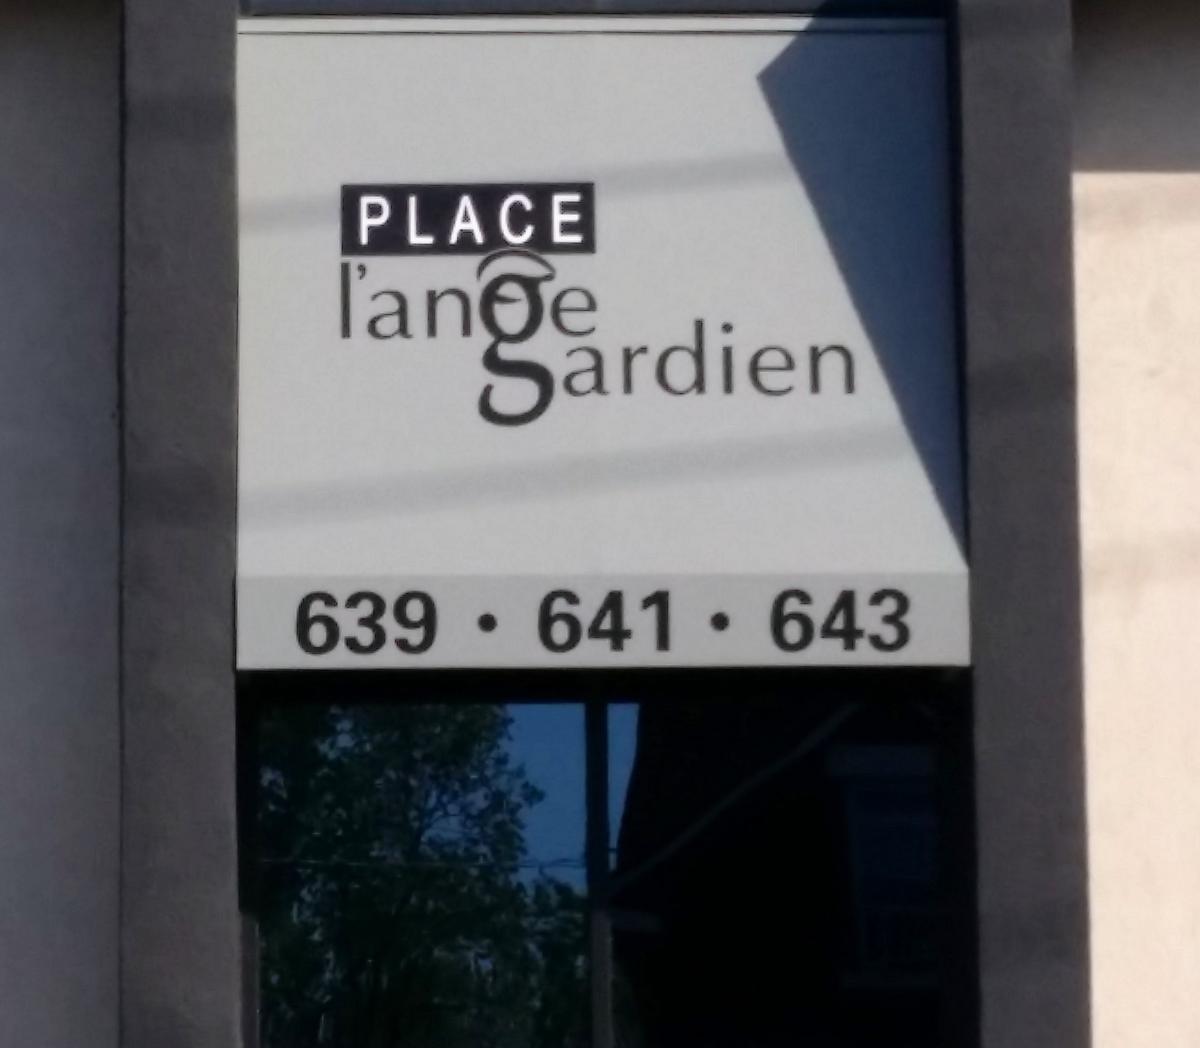 PLACE
l'ange
gardien
639 • 641 • 643